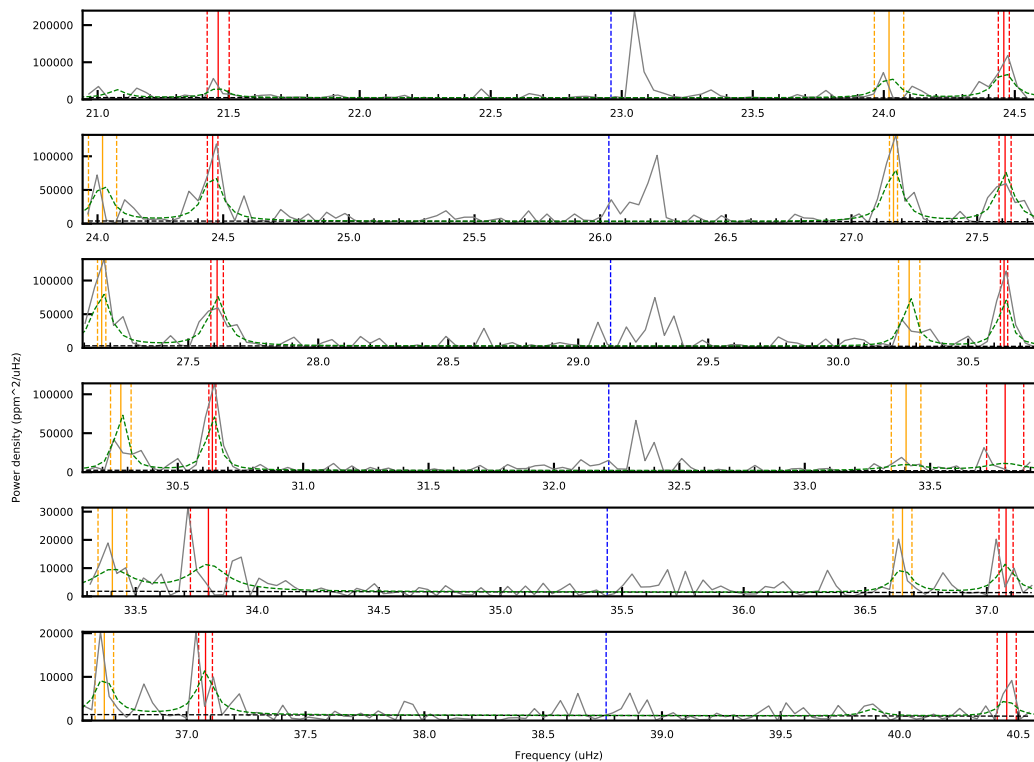 200000
100000
0
21.0 21.5 22.0 22.5 23.0 23.5 24.0 24.5
100000
50000
0
24.0 24.5 25.0 25.5 26.0 26.5 27.0 27.5
100000
50000
0
27.5 28.0 28.5 29.0 29.5 30.0 30.5
Power density (ppm^2/uHz)
100000
50000
0
30.5 31.0 31.5 32.0 32.5 33.0 33.5
30000
20000
10000
0
33.5 34.0 34.5 35.0 35.5 36.0 36.5 37.0
20000
10000
0
37.0 37.5 38.0 38.5 39.0 39.5 40.0 40.5
Frequency (uHz)